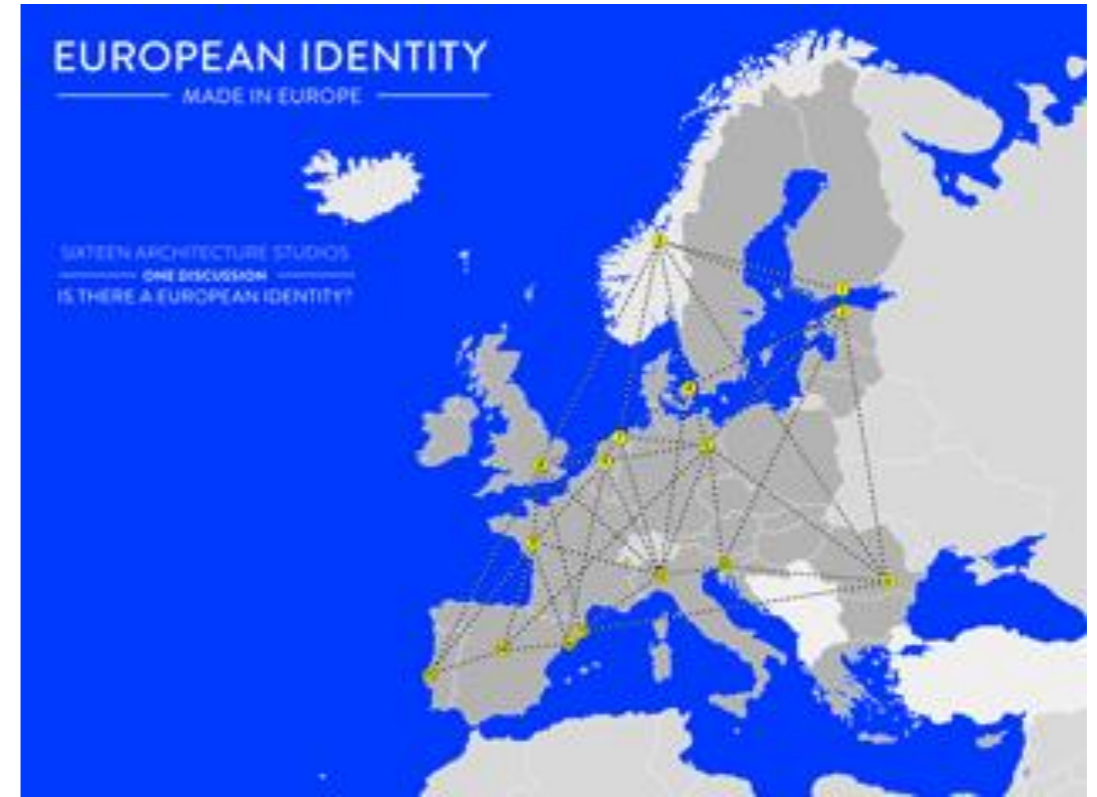 EUROPEAN IDENTITY
MADE IN EUROPE
SIXTEEN ARCHITECTURE STUDIOS
ONE DISCUSSION
IS THERE A EUROPEAN IDENTITY?